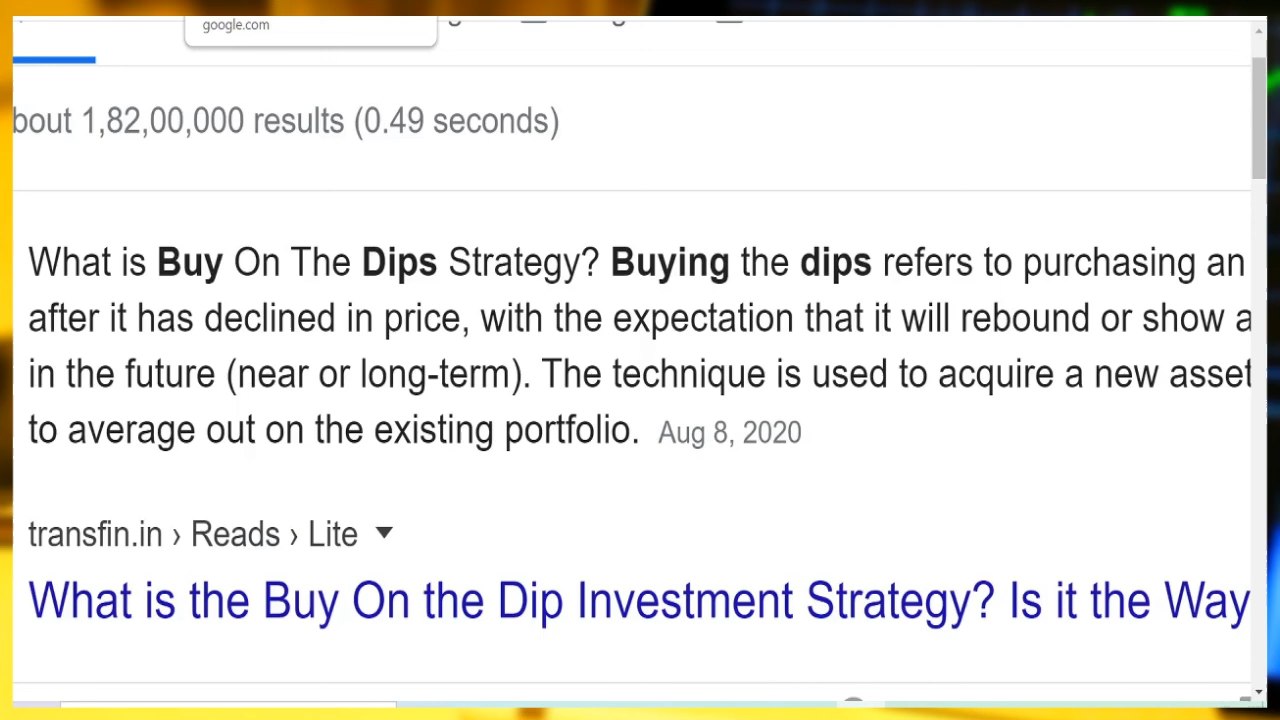 google.com
bout 1,82,00,000 results (0.49 seconds)
What is Buy On The Dips Strategy? Buying the dips refers to purchasing an
after it has declined in price, with the expectation that it will rebound or show a
in the future (near or long-term). The technique is used to acquire a new asset
to average out on the existing portfolio. Aug 8, 2020
transfin.in › Reads › Lite
What is the Buy On the Dip Investment Strategy? Is it the Way